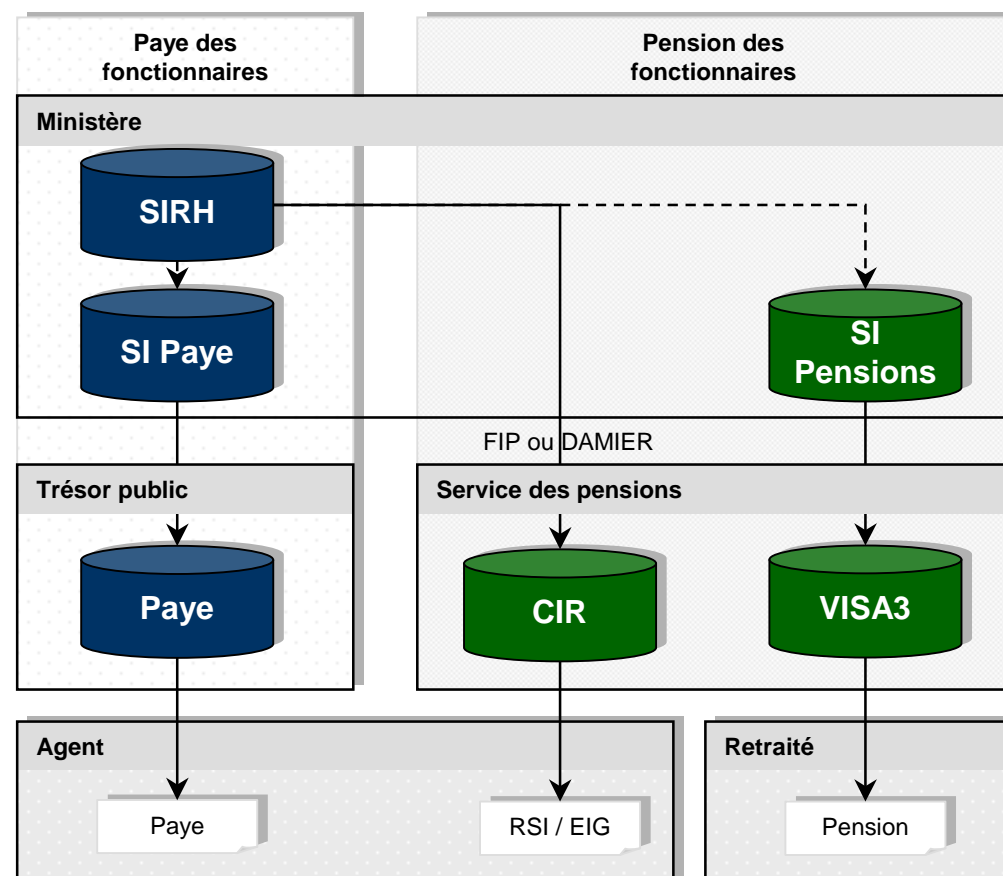 Paye des
fonctionnaires
Pension des
fonctionnaires
Ministère
SIRH
SI Paye
SI
Pensions
FIP ou DAMIER
Trésor public
Service des pensions
Paye
CIR
VISA3
Agent
Retraité
Paye
RSI / EIG
Pension